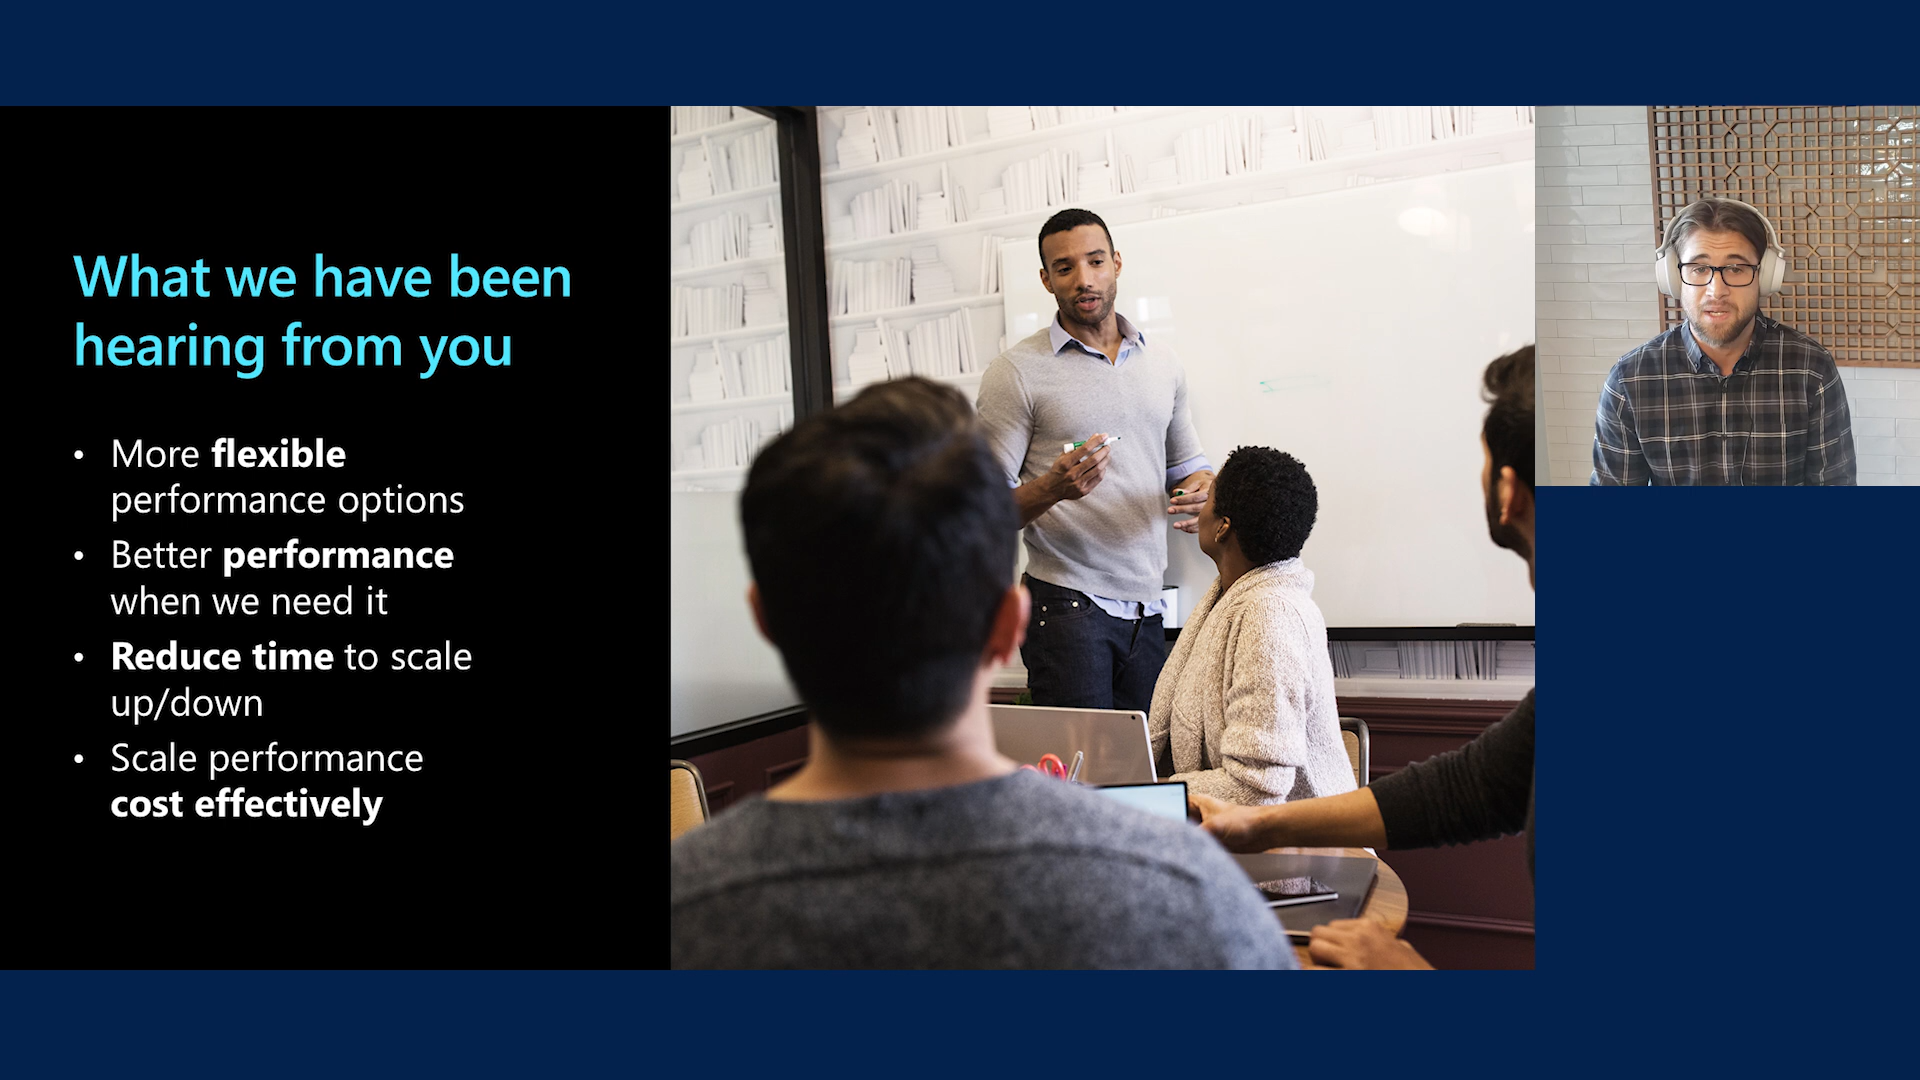 What we have been
hearing from you
• More flexible
performance options
• Better performance
when we need it
• Reduce time to scale
up/down
• Scale performance
cost effectively